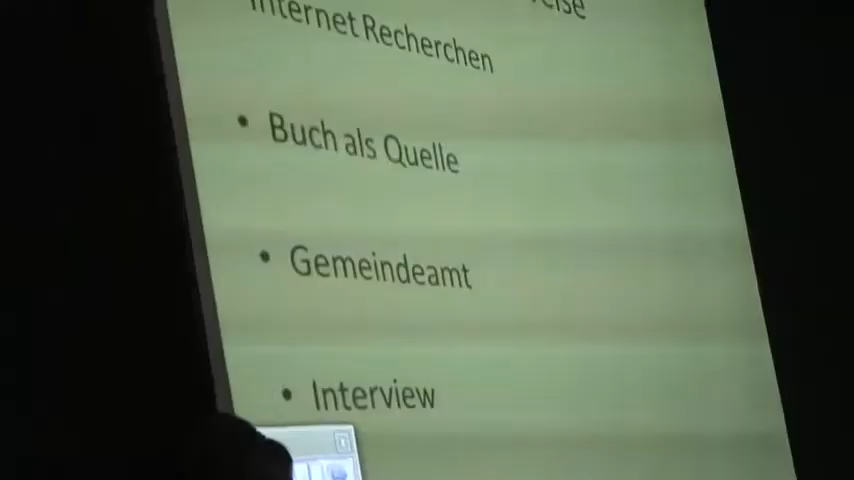 Internet Recherchen
• Buch als Quelle
• Gemeindeamt
• Interview